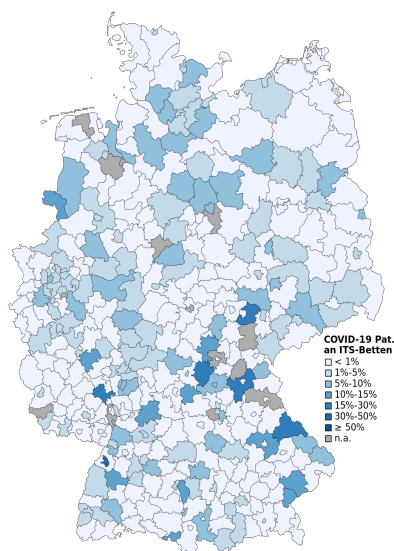 COVID-19 Pat.
an ITS-Betten
< 1%
1%-5%
5%-10%
10%-15%
15%-30%
30%-50%
≥ 50%
n.a.